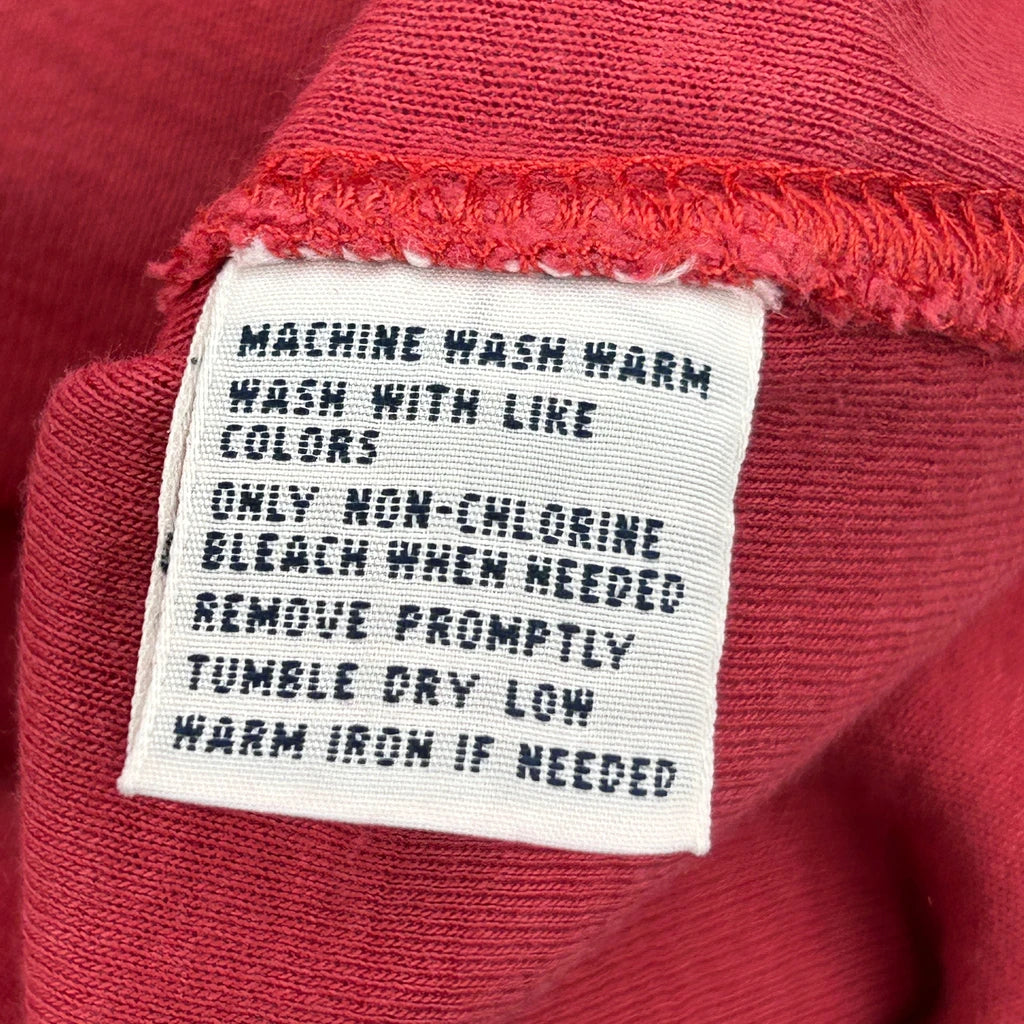 MACHINE WASH WARM
WASH WITH LIKE
COLORS
ONLY NON-CHLORINE
BLEACH WHEN NEEDED
REMOVE PROMPTLY
TUMBLE DRY LOW
WARM IRON IF NEEDED